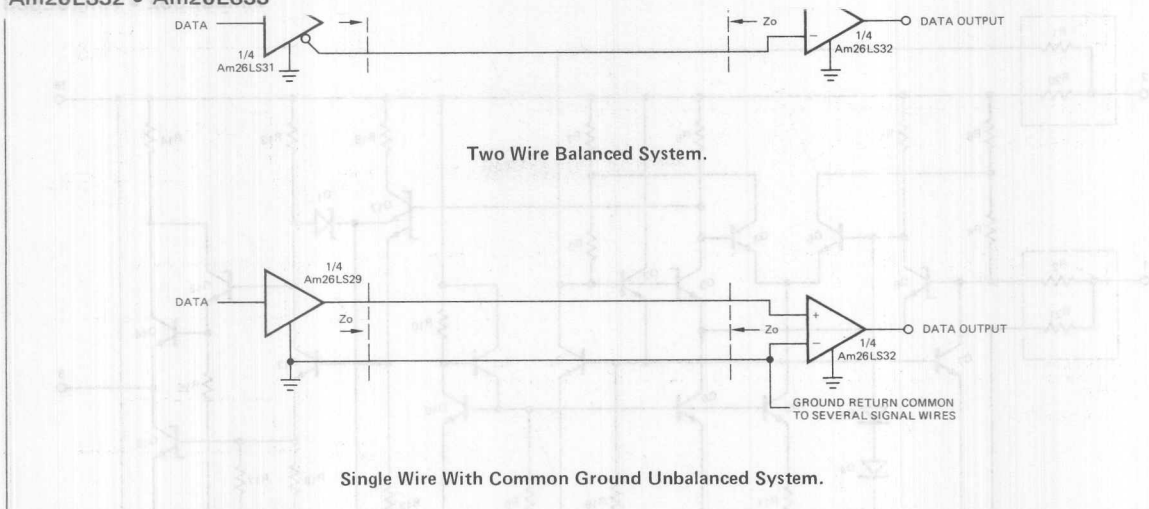 Am26LS32 • Am26LS33
DATA
1/4
Am26LS31
Zo
−
1/4
Am26LS32
DATA OUTPUT
Two Wire Balanced System.
1/4
Am26LS29
DATA
Zo
Zo
+
−
1/4
Am26LS32
DATA OUTPUT
GROUND RETURN COMMON
TO SEVERAL SIGNAL WIRES
Single Wire With Common Ground Unbalanced System.